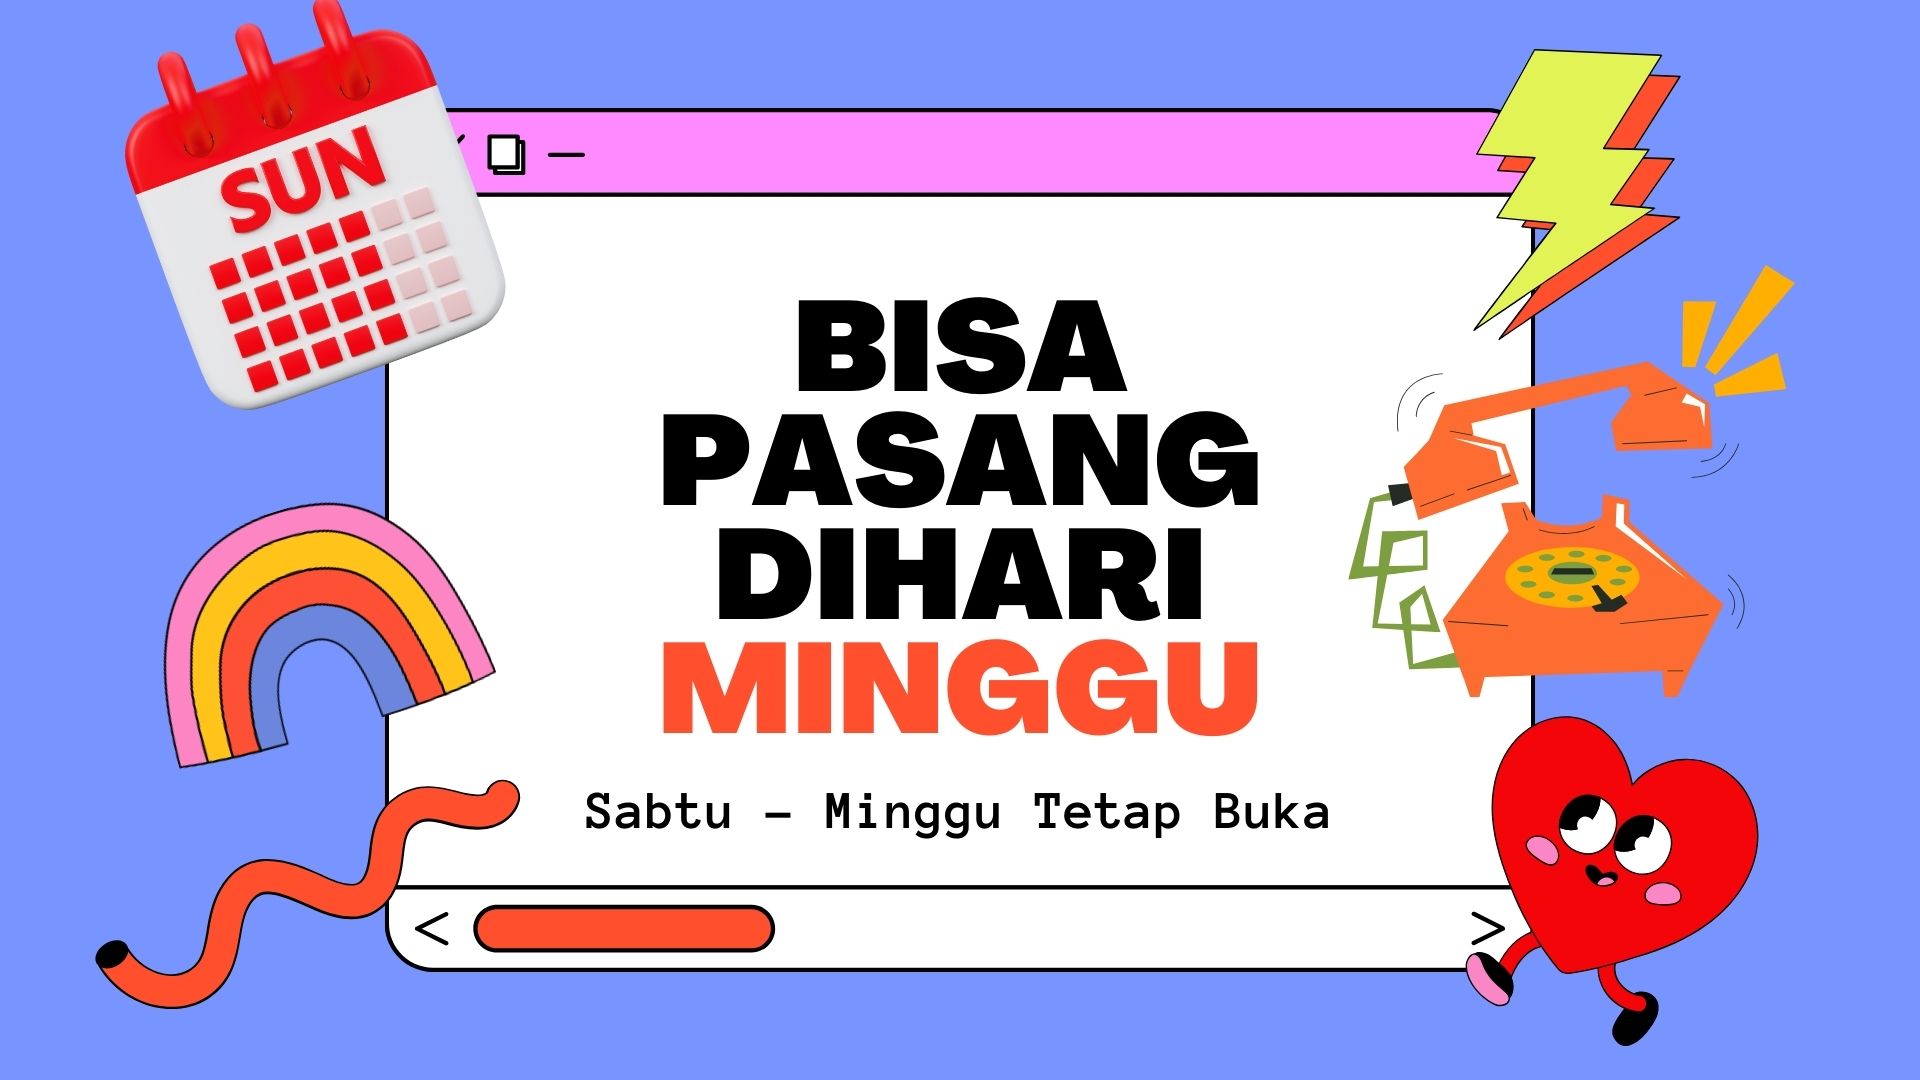 SUN
BISA
PASANG
DIHARI
MINGGU
Sabtu - Minggu Tetap Buka